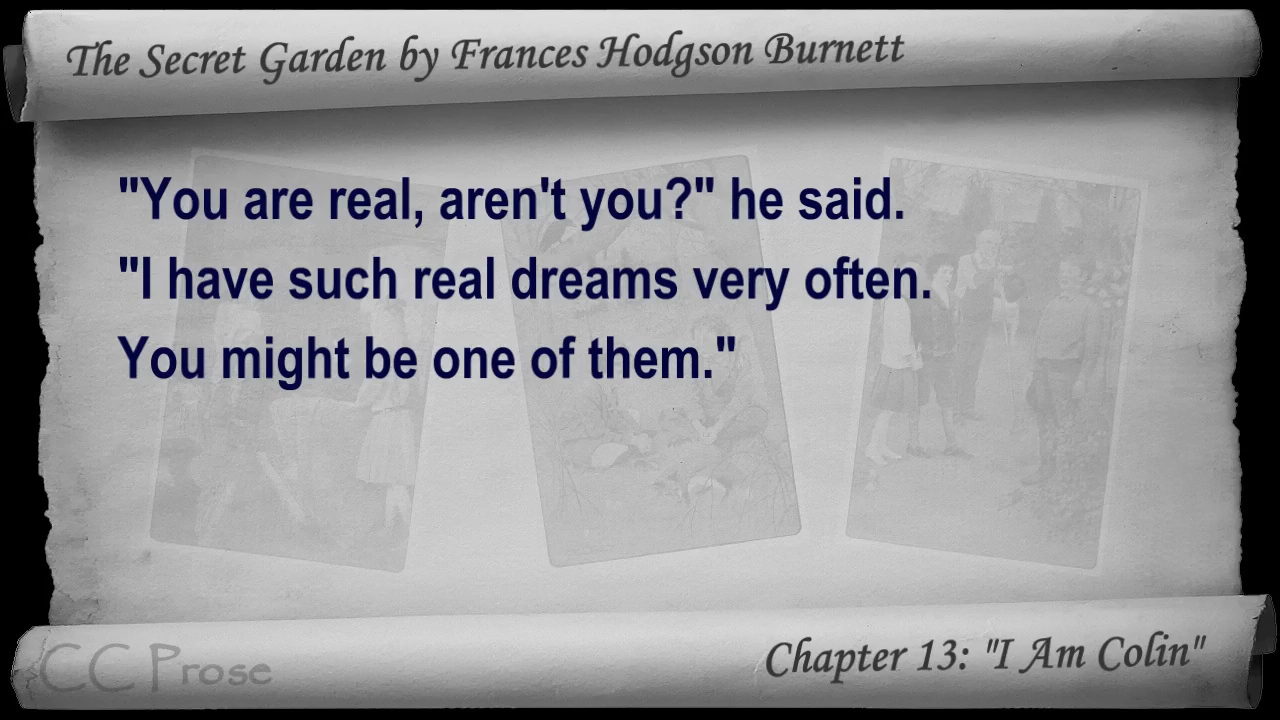 The Secret Garden by Frances Hodgson Burnett
"You are real, aren't you?" he said.
"I have such real dreams very often.
You might be one of them."
CC Prose
Chapter 13: "I Am Colin"